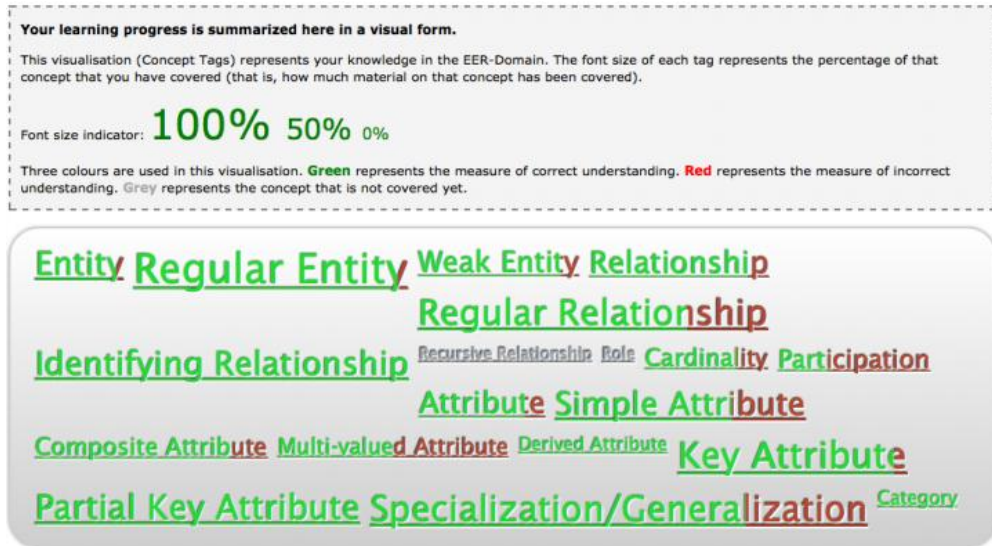 Your learning progress is summarized here in a visual form.
This visualisation (Concept Tags) represents your knowledge in the EER-Domain. The font size of each tag represents the percentage of that
concept that you have covered (that is, how much material on that concept has been covered).
Font size indicator: 100% 50% 0%
Three colours are used in this visualisation. Green represents the measure of correct understanding. Red represents the measure of incorrect
understanding. Grey represents the concept that is not covered yet.
Entity Regular Entity Weak Entity Relationship
Regular Relationship
Identifying Relationship Recursive Relationship Role Cardinality Participation
Attribute Simple Attribute
Composite Attribute Multi-valued Attribute Derived Attribute Key Attribute
Partial Key Attribute Specialization/Generalization Category